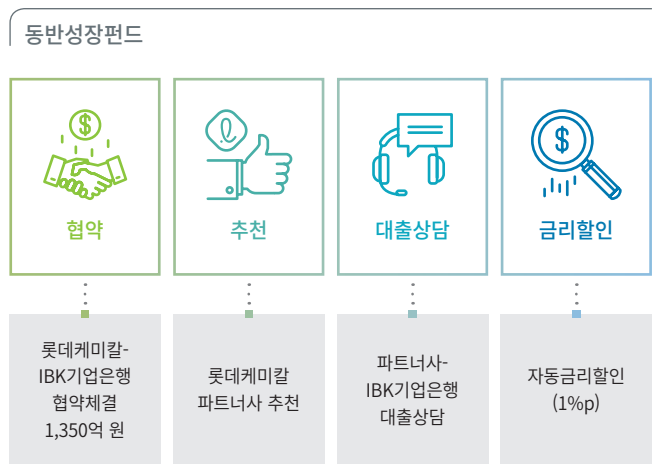 동반성장펀드
협약
추천
대출상담
금리할인
롯데케미칼-
IBK기업은행
협약체결
1,350억 원
롯데케미칼
파트너사 추천
파트너사-
IBK기업은행
대출상담
자동금리할인
(1%p)